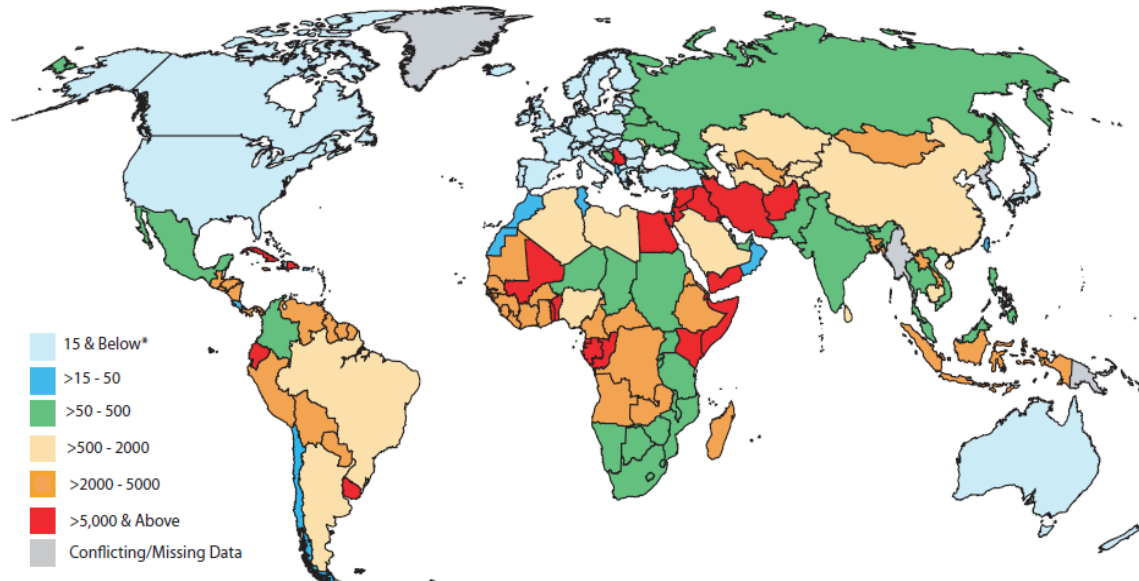 15 & Below*
>15 - 50
>50 - 500
>500 - 2000
>2000 - 5000
>5,000 & Above
Conflicting/Missing Data